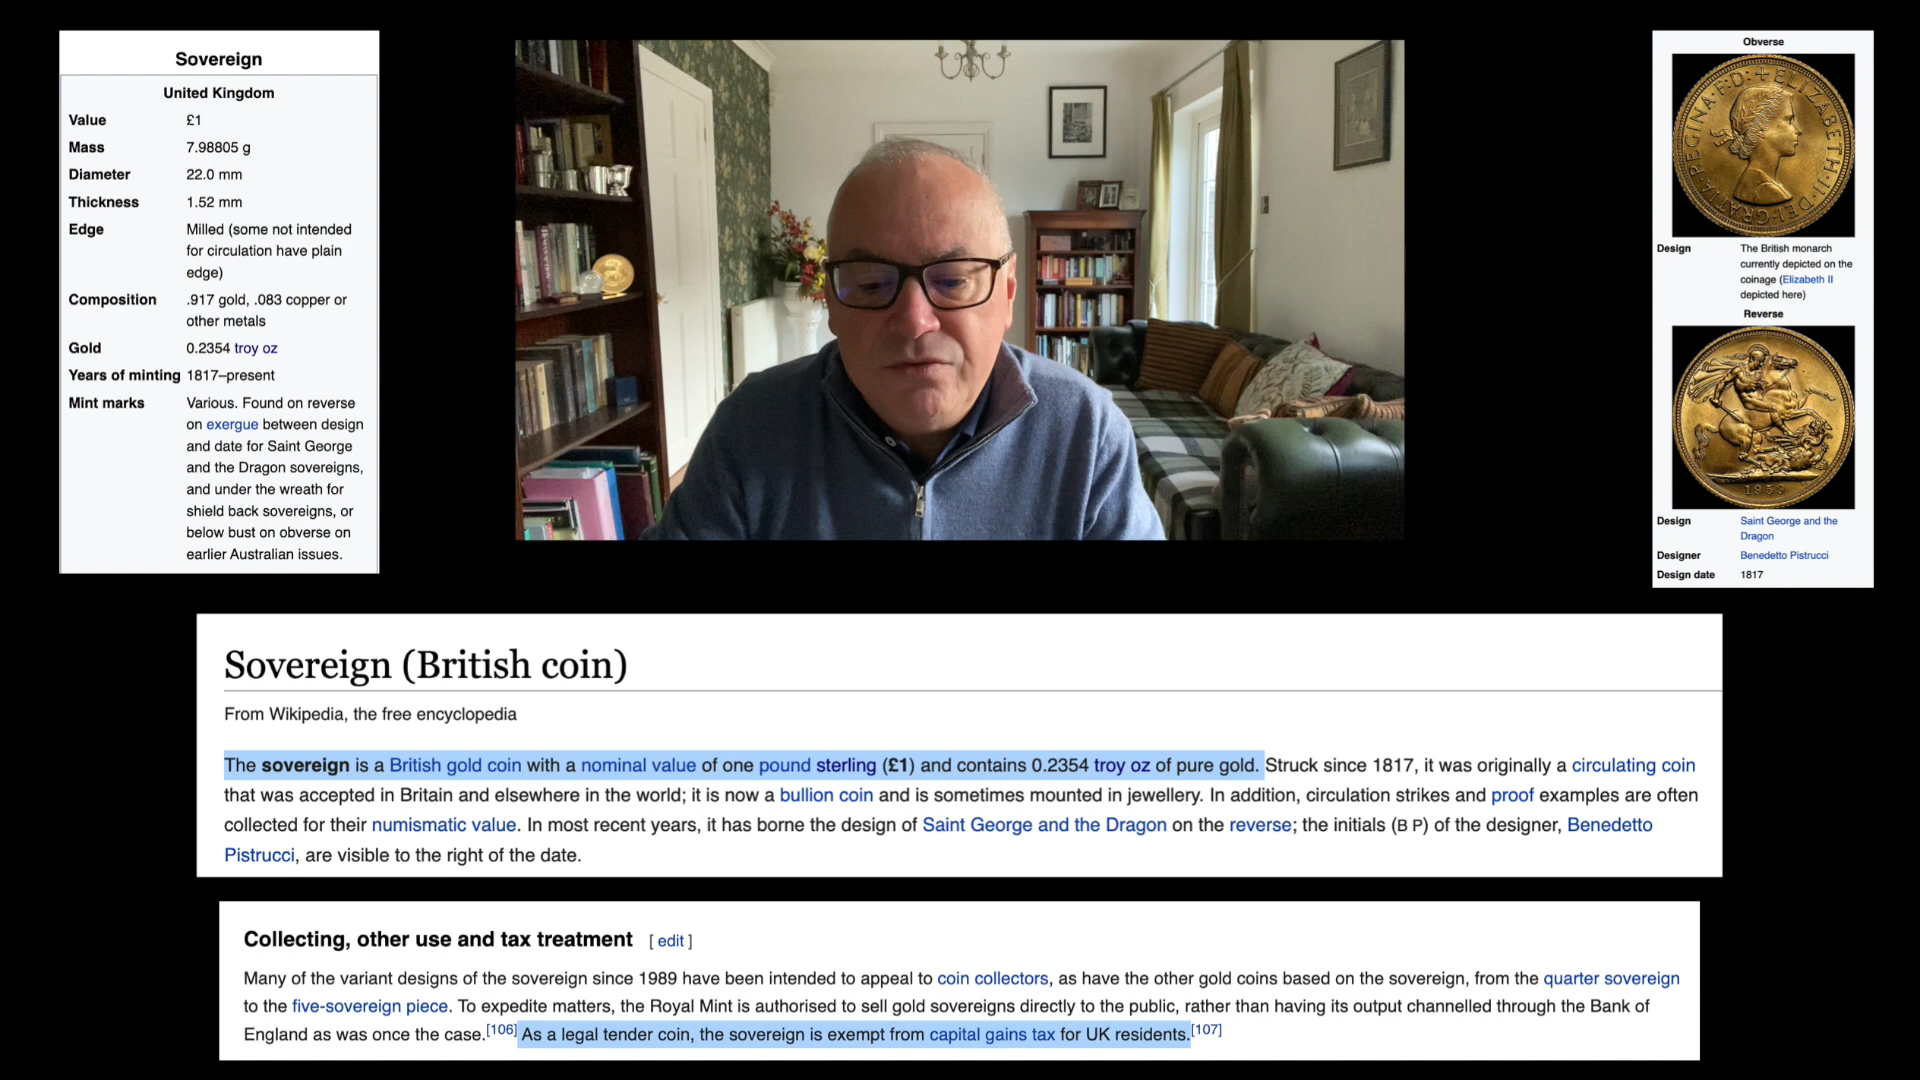 Sovereign
United Kingdom
Value £1
Mass 7.98805 g
Diameter 22.0 mm
Thickness 1.52 mm
Edge Milled (some not intended
for circulation have plain
edge)
Composition .917 gold, .083 copper or
other metals
Gold 0.2354 troy oz
Years of minting 1817–present
Mint marks Various. Found on reverse
on exergue between design
and date for Saint George
and the Dragon sovereigns,
and under the wreath for
shield back sovereigns, or
below bust on obverse on
earlier Australian issues.
Obverse
ELIZABETH·II·DEI·GRATIA·REGINA·F:D:+
Design The British monarch
currently depicted on the
coinage (Elizabeth II
depicted here)
Reverse
Design Saint George and the
Dragon
Designer Benedetto Pistrucci
Design date 1817
Sovereign (British coin)
From Wikipedia, the free encyclopedia
The sovereign is a British gold coin with a nominal value of one pound sterling (£1) and contains 0.2354 troy oz of pure gold. Struck since 1817, it was originally a circulating coin
that was accepted in Britain and elsewhere in the world; it is now a bullion coin and is sometimes mounted in jewellery. In addition, circulation strikes and proof examples are often
collected for their numismatic value. In most recent years, it has borne the design of Saint George and the Dragon on the reverse; the initials (B P) of the designer, Benedetto
Pistrucci, are visible to the right of the date.
Collecting, other use and tax treatment [ edit ]
Many of the variant designs of the sovereign since 1989 have been intended to appeal to coin collectors, as have the other gold coins based on the sovereign, from the quarter sovereign
to the five-sovereign piece. To expedite matters, the Royal Mint is authorised to sell gold sovereigns directly to the public, rather than having its output channelled through the Bank of
England as was once the case.[106] As a legal tender coin, the sovereign is exempt from capital gains tax for UK residents.[107]